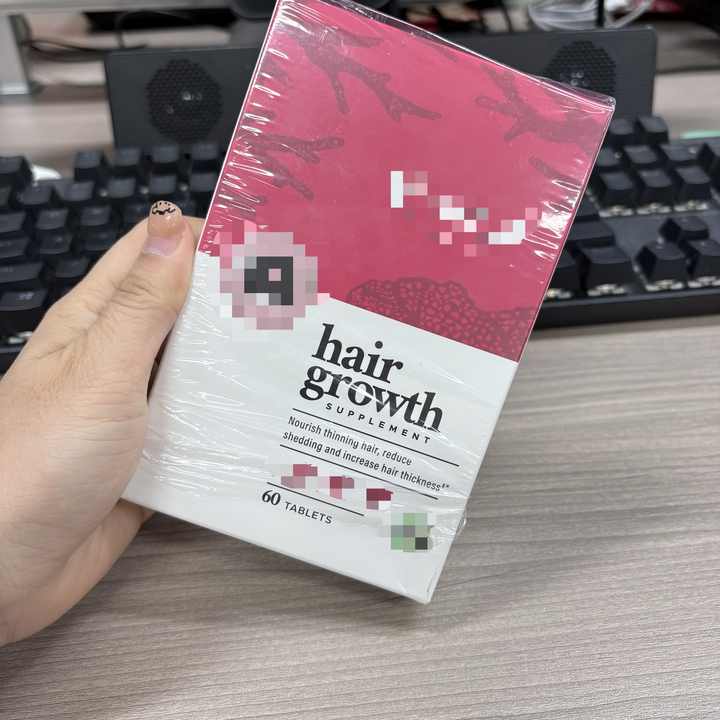 hair
growth
SUPPLEMENT
Nourish thinning hair, reduce
shedding and increase hair thickness‡*
60 TABLETS